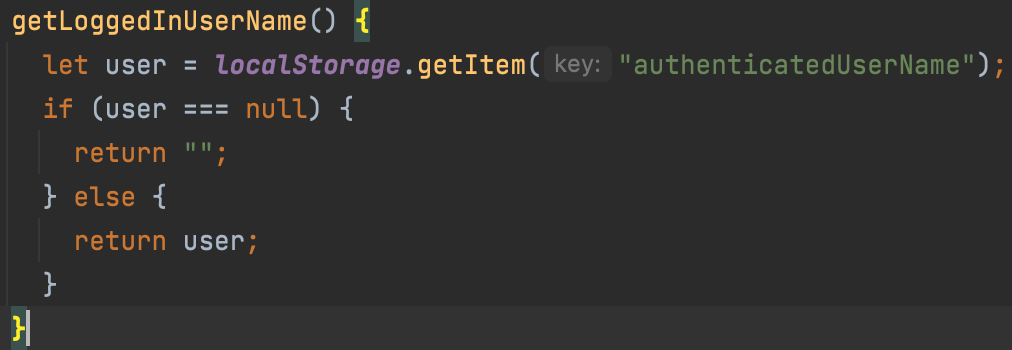 getLoggedInUserName() {
  let user = localStorage.getItem( key: "authenticatedUserName");
  if (user === null) {
    return "";
  } else {
    return user;
  }
}